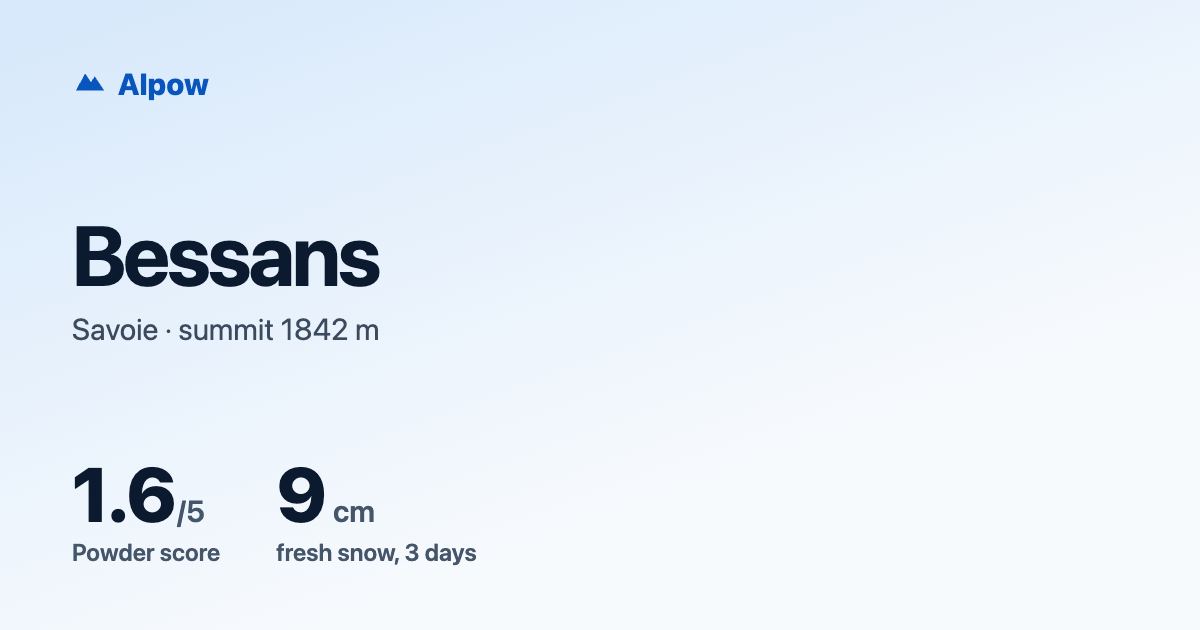 Alpow
Bessans
Savoie · summit 1842 m
1.6/5 9 cm
Powder score fresh snow, 3 days